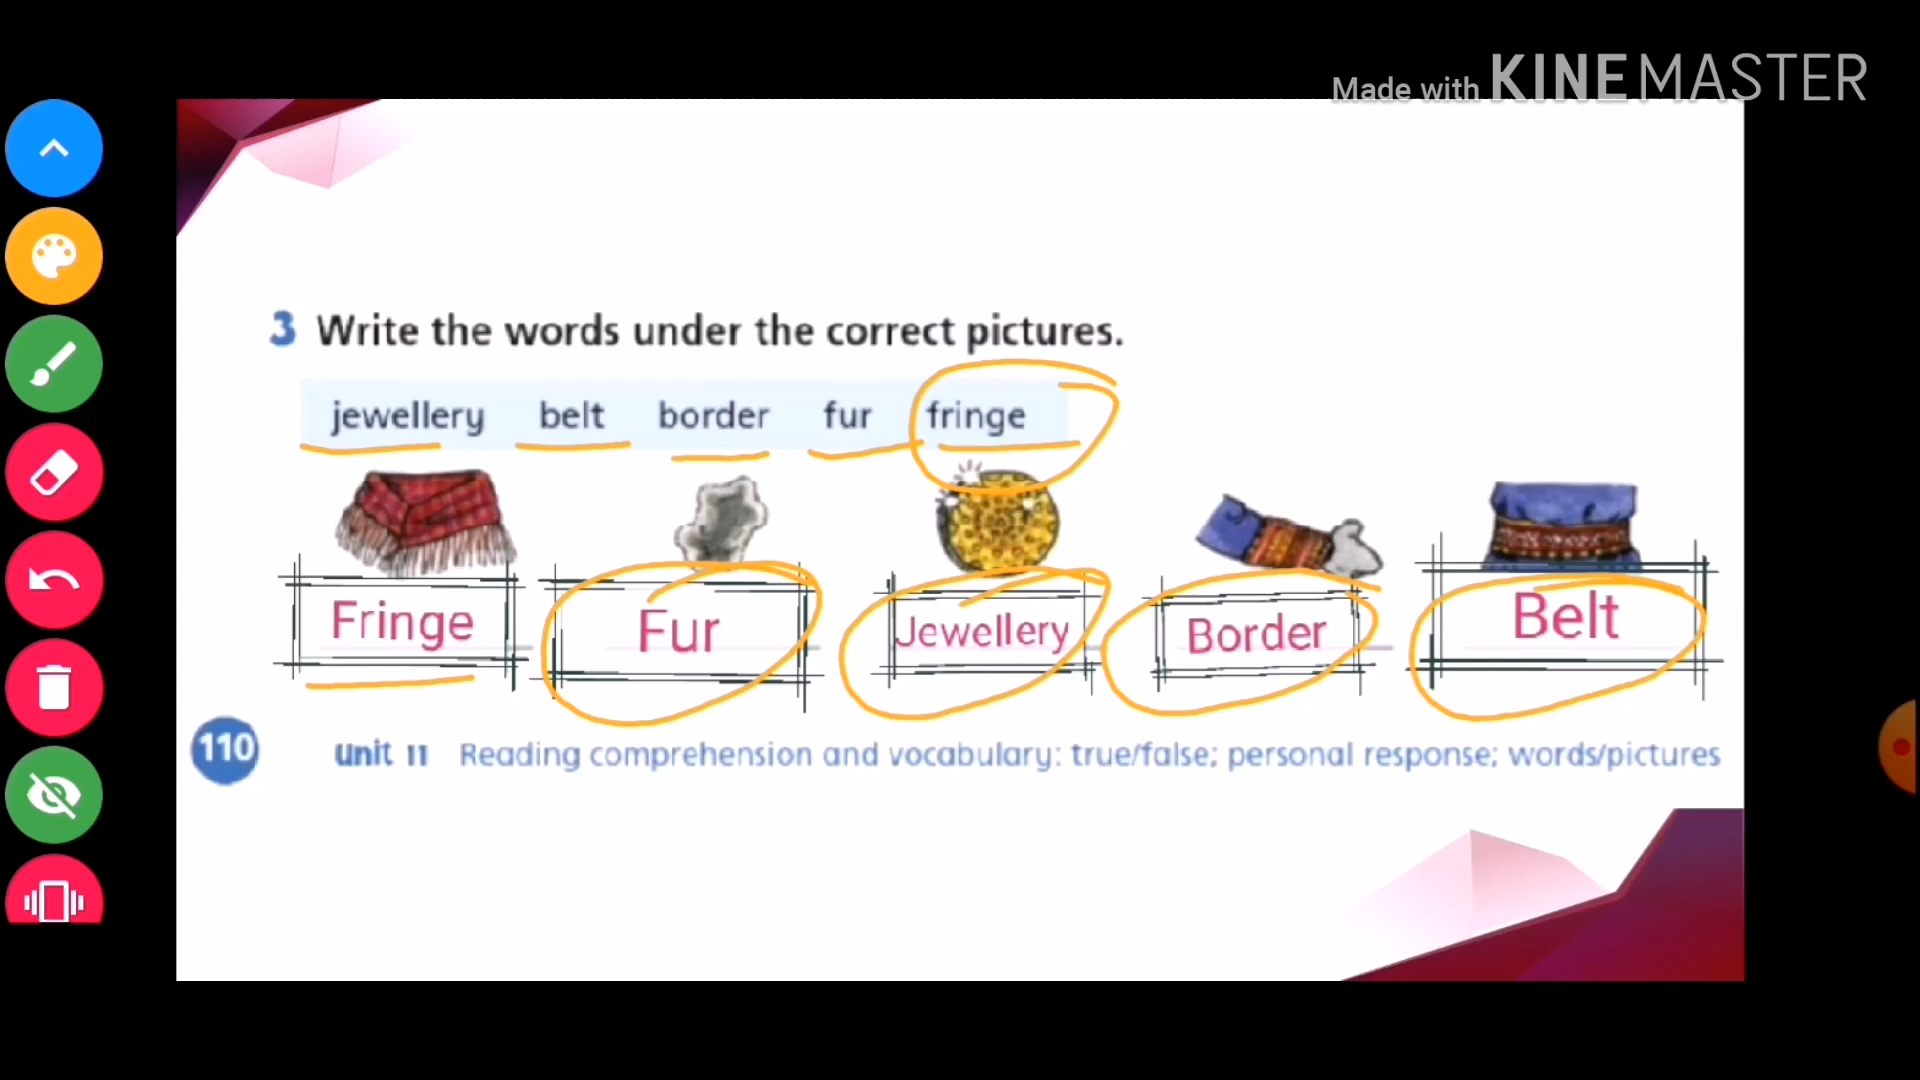 Made with KINEMASTER
3 Write the words under the correct pictures.
jewellery belt border fur fringe
Fringe Fur Jewellery Border Belt
110 Unit 11 Reading comprehension and vocabulary: true/false; personal response; words/pictures